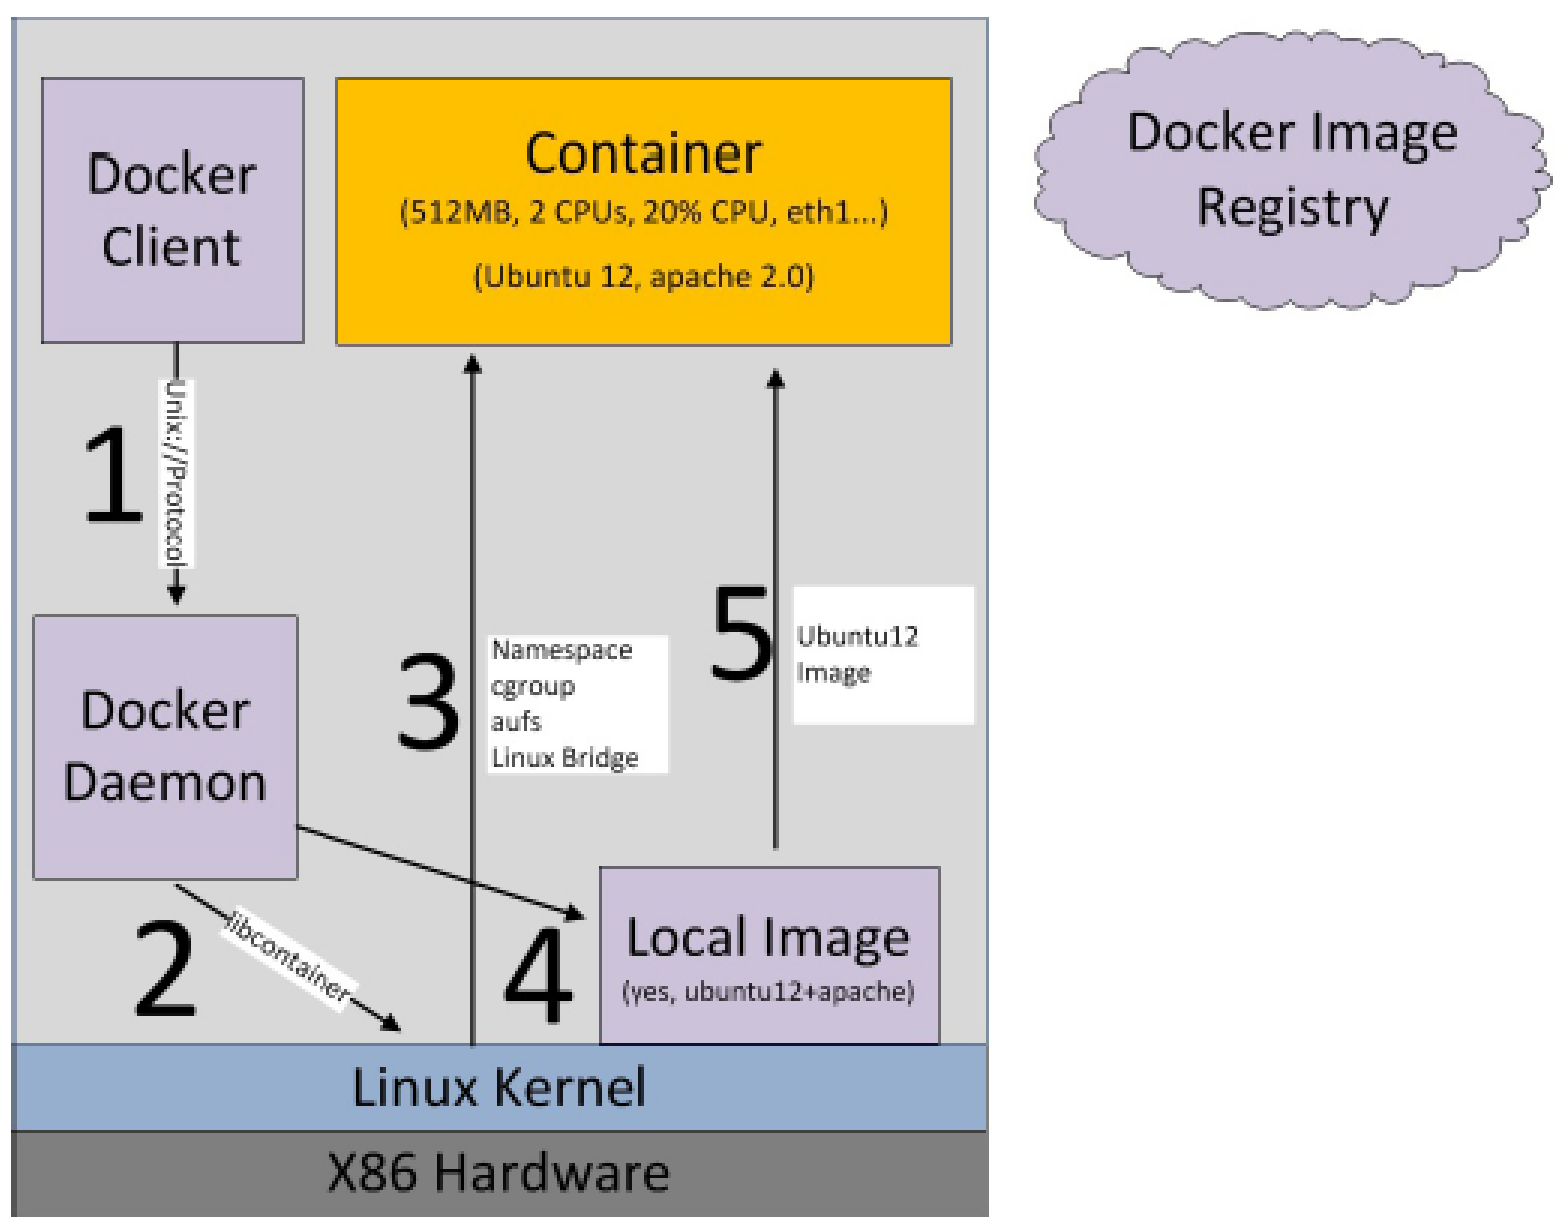 Docker
Client
Container
(512MB, 2 CPUs, 20% CPU, eth1...)
(Ubuntu 12, apache 2.0)
Docker Image
Registry
1
Unix://Protocol
Docker
Daemon
3
Namespace
cgroup
aufs
Linux Bridge
5
Ubuntu12
Image
2
libcontainer
4
Local Image
(yes, ubuntu12+apache)
Linux Kernel
X86 Hardware